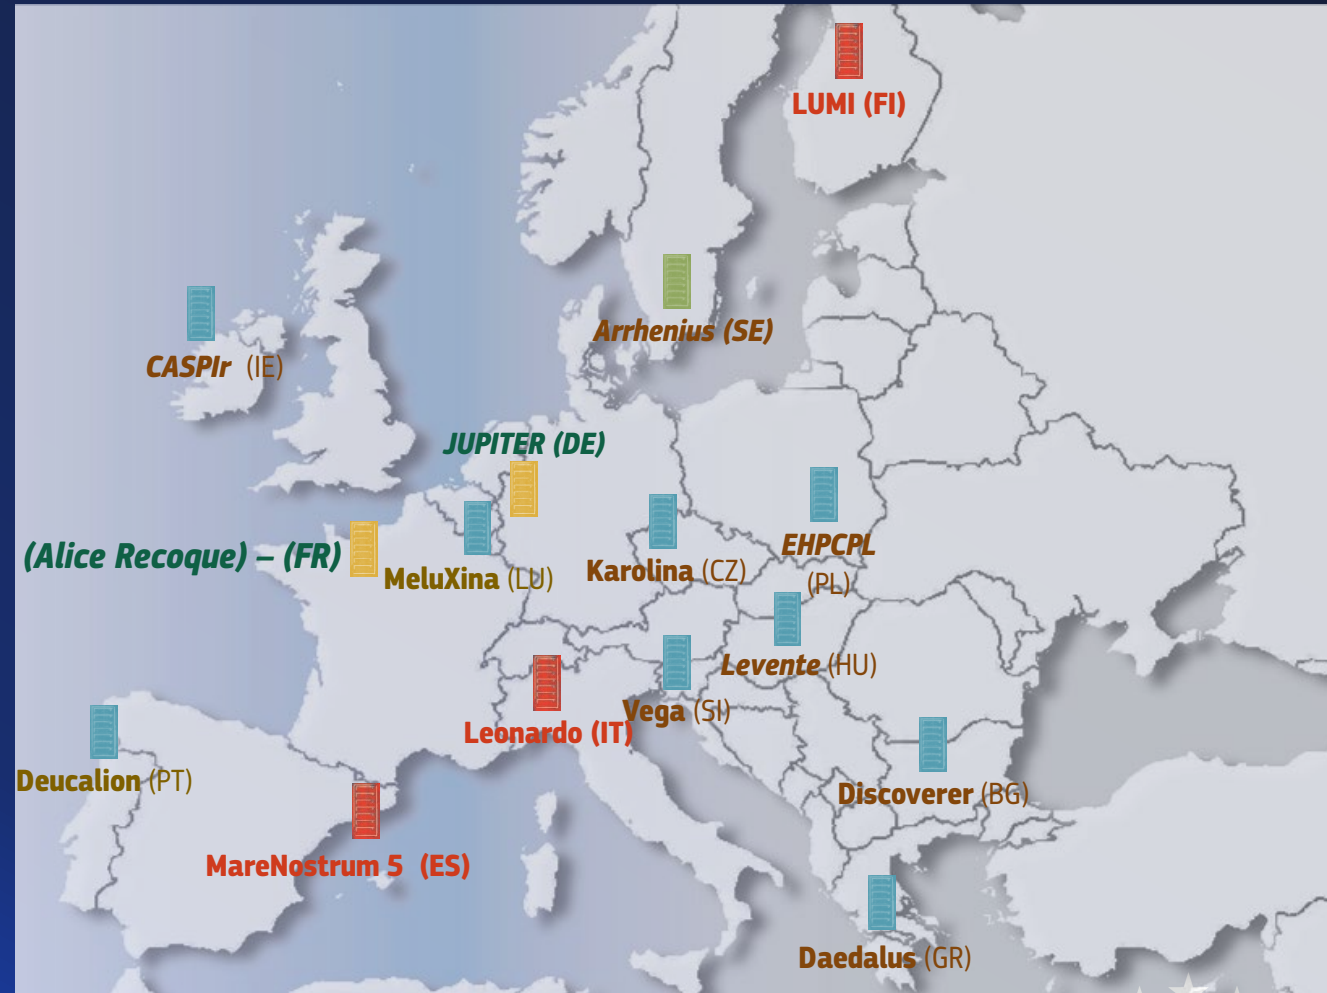 LUMI (FI)
Arrhenius (SE)
CASPIr (IE)
JUPITER (DE)
(Alice Recoque) – (FR)
MeluXina (LU)
Karolina (CZ)
EHPCPL
(PL)
Levente (HU)
Vega (SI)
Leonardo (IT)
Deucalion (PT)
Discoverer (BG)
MareNostrum 5 (ES)
Daedalus (GR)